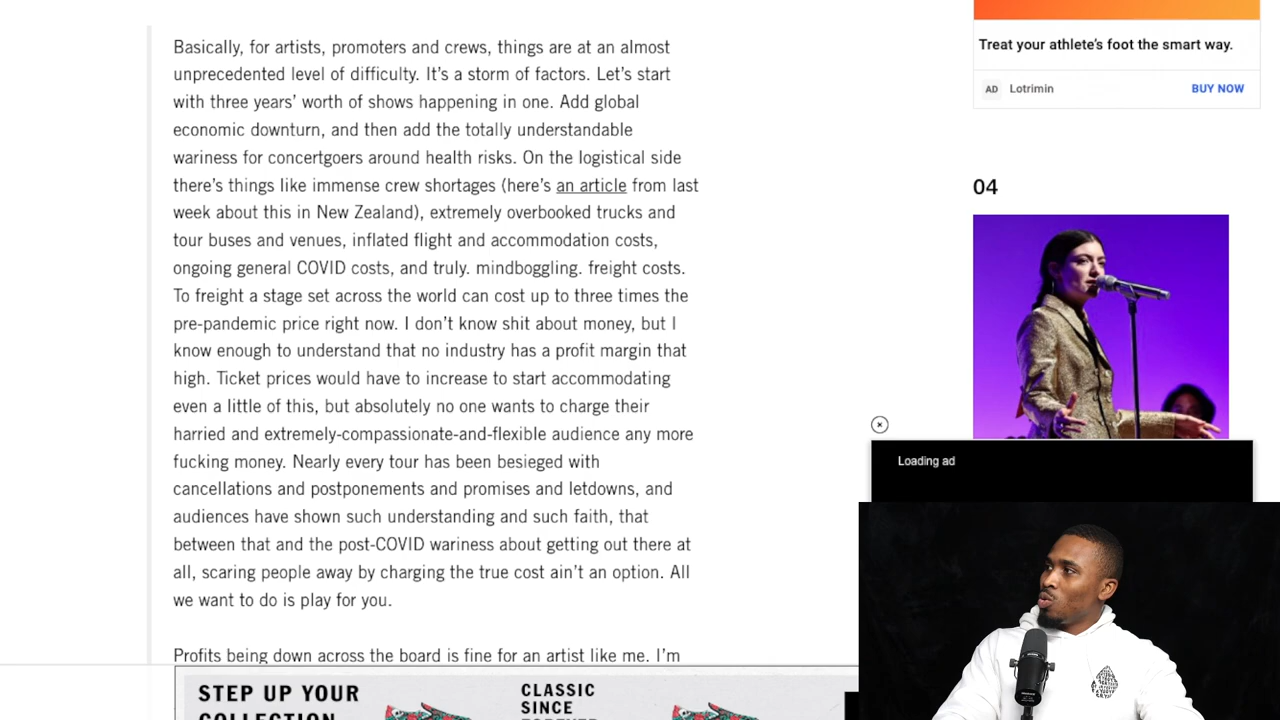 Basically, for artists, promoters and crews, things are at an almost
unprecedented level of difficulty. It’s a storm of factors. Let’s start
with three years’ worth of shows happening in one. Add global
economic downturn, and then add the totally understandable
wariness for concertgoers around health risks. On the logistical side
there’s things like immense crew shortages (here’s an article from last
week about this in New Zealand), extremely overbooked trucks and
tour buses and venues, inflated flight and accommodation costs,
ongoing general COVID costs, and truly. mindboggling. freight costs.
To freight a stage set across the world can cost up to three times the
pre-pandemic price right now. I don’t know shit about money, but I
know enough to understand that no industry has a profit margin that
high. Ticket prices would have to increase to start accommodating
even a little of this, but absolutely no one wants to charge their
harried and extremely-compassionate-and-flexible audience any more
fucking money. Nearly every tour has been besieged with
cancellations and postponements and promises and letdowns, and
audiences have shown such understanding and such faith, that
between that and the post-COVID wariness about getting out there at
all, scaring people away by charging the true cost ain’t an option. All
we want to do is play for you.
Profits being down across the board is fine for an artist like me. I’m
STEP UP YOUR
COLLECTION
CLASSIC
SINCE
FOREVER
Treat your athlete’s foot the smart way.
AD Lotrimin BUY NOW
04
Loading ad